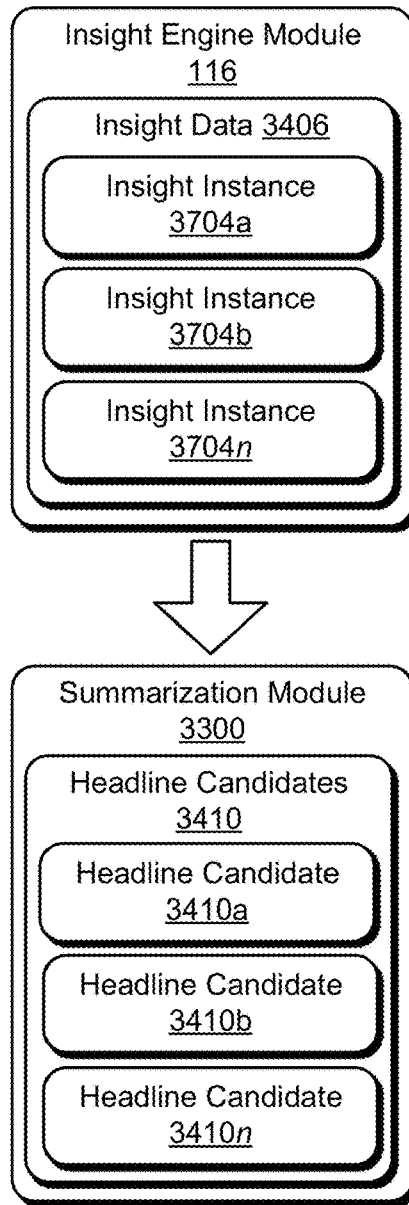 Insight Engine Module
116
Insight Data 3406
Insight Instance
3704a
Insight Instance
3704b
Insight Instance
3704n
Summarization Module
3300
Headline Candidates
3410
Headline Candidate
3410a
Headline Candidate
3410b
Headline Candidate
3410n